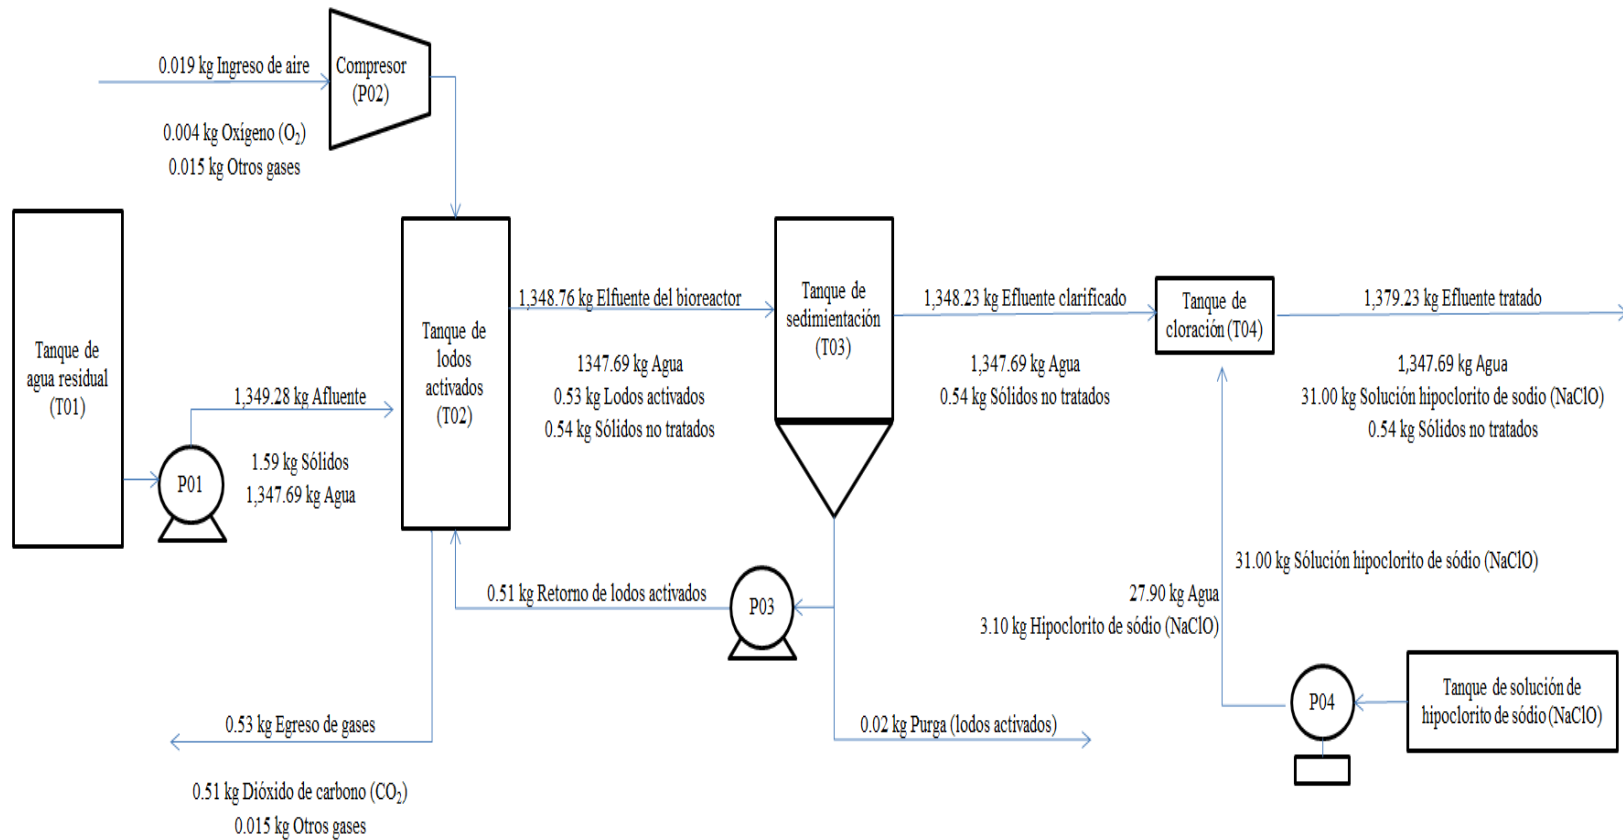 0.019 kg Ingreso de aire
Compresor
(P02)
0.004 kg Oxígeno (O₂)
0.015 kg Otros gases
Tanque de
agua residual
(T01)
P01
1,349.28 kg Afluente
1.59 kg Sólidos
1,347.69 kg Agua
Tanque de
lodos
activados
(T02)
1,348.76 kg Elfuente del bioreactor
1347.69 kg Agua
0.53 kg Lodos activados
0.54 kg Sólidos no tratados
Tanque de
sedimientación
(T03)
1,348.23 kg Efluente clarificado
1,347.69 kg Agua
0.54 kg Sólidos no tratados
Tanque de
cloración (T04)
1,379.23 kg Efluente tratado
1,347.69 kg Agua
31.00 kg Solución hipoclorito de sodio (NaClO)
0.54 kg Sólidos no tratados
0.51 kg Retorno de lodos activados
P03
31.00 kg Sólución hipoclorito de sódio (NaClO)
27.90 kg Agua
3.10 kg Hipoclorito de sódio (NaClO)
P04
Tanque de solución de
hipoclorito de sódio (NaClO)
0.53 kg Egreso de gases
0.02 kg Purga (lodos activados)
0.51 kg Dióxido de carbono (CO₂)
0.015 kg Otros gases